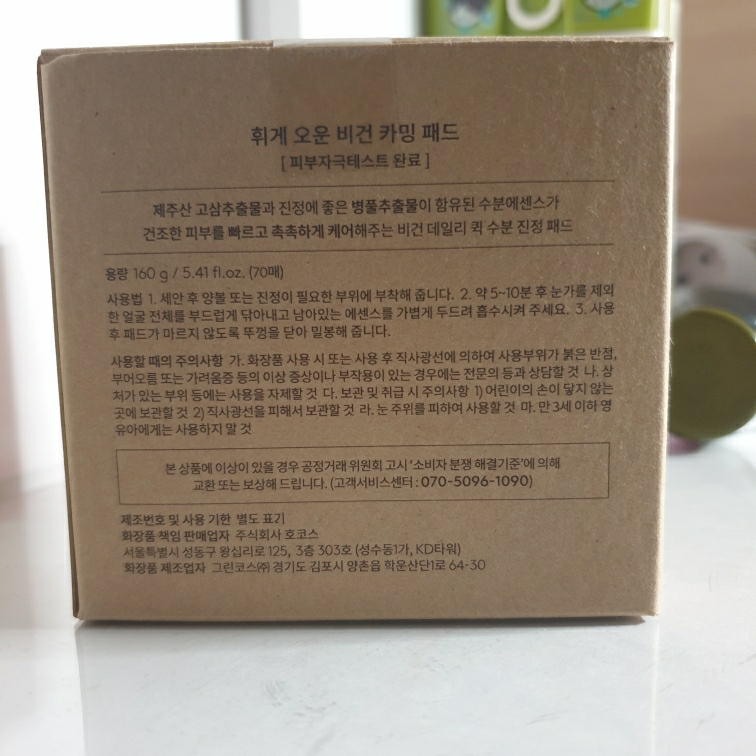 휘게 오운 비건 카밍 패드
[ 피부자극테스트 완료 ]
제주산 고삼추출물과 진정에 좋은 병풀추출물이 함유된 수분에센스가
건조한 피부를 빠르고 촉촉하게 케어해주는 비건 데일리 퀵 수분 진정 패드
용량 160 g / 5.41 fl.oz. (70매)
사용법 1. 세안 후 양볼 또는 진정이 필요한 부위에 부착해 줍니다. 2. 약 5~10분 후 눈가를 제외
한 얼굴 전체를 부드럽게 닦아내고 남아있는 에센스를 가볍게 두드려 흡수시켜 주세요. 3. 사용
후 패드가 마르지 않도록 뚜껑을 닫아 밀봉해 줍니다.
사용할 때의 주의사항 가. 화장품 사용 시 또는 사용 후 직사광선에 의하여 사용부위가 붉은 반점,
부어오름 또는 가려움증 등의 이상 증상이나 부작용이 있는 경우에는 전문의 등과 상담할 것 나. 상
처가 있는 부위 등에는 사용을 자제할 것 다. 보관 및 취급 시 주의사항 1) 어린이의 손이 닿지 않는
곳에 보관할 것 2) 직사광선을 피해서 보관할 것 라. 눈 주위를 피하여 사용할 것 마. 만 3세 이하 영
유아에게는 사용하지 말 것
본 상품에 이상이 있을 경우 공정거래 위원회 고시 '소비자 분쟁 해결기준'에 의해
교환 또는 보상해 드립니다. (고객서비스센터 : 070-5096-1090)
제조번호 및 사용 기한 별도 표기
화장품 책임 판매업자 주식회사 호코스
서울특별시 성동구 왕십리로 125, 3층 303호 (성수동1가, KD타워)
화장품 제조업자 그린코스㈜ 경기도 김포시 양촌읍 학운산단1로 64-30